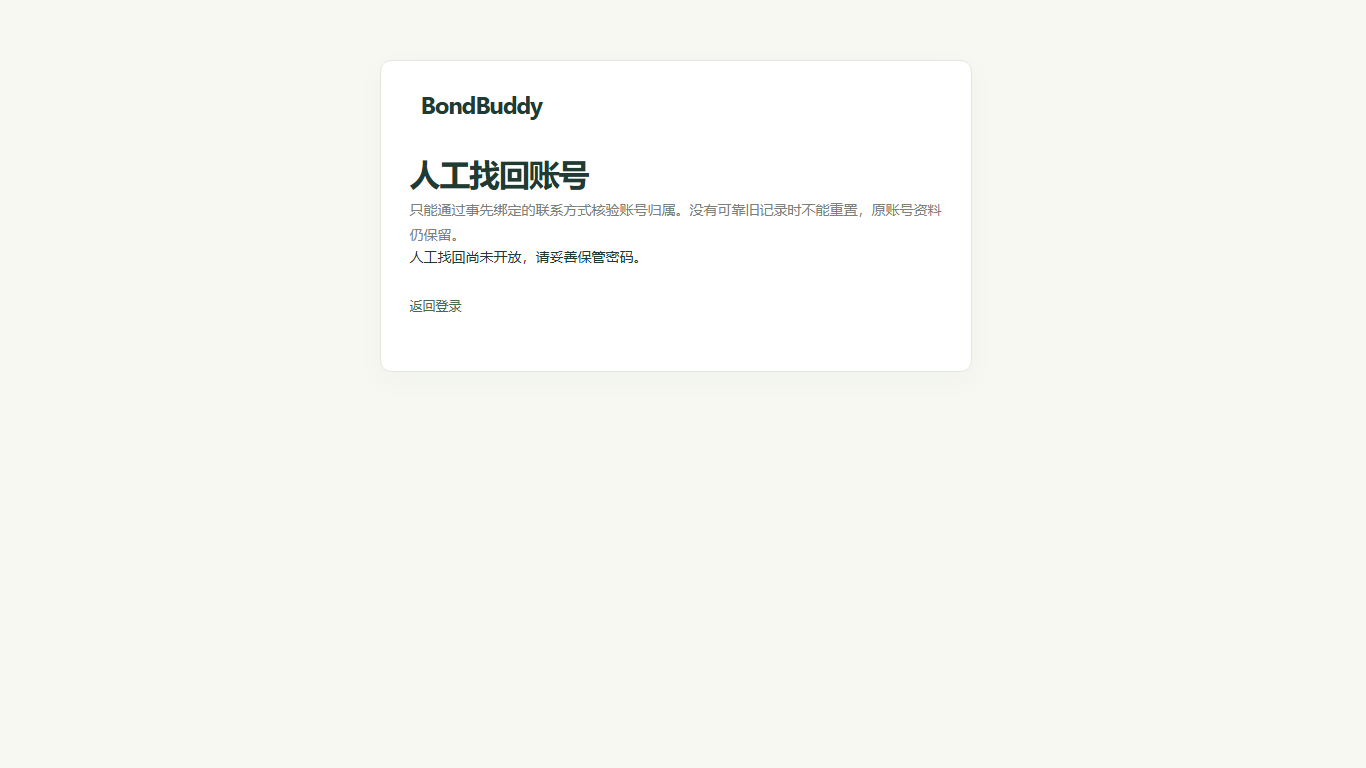 BondBuddy
人工找回账号
只能通过事先绑定的联系方式核验账号归属。没有可靠旧记录时不能重置，原账号资料
仍保留。
人工找回尚未开放，请妥善保管密码。
返回登录